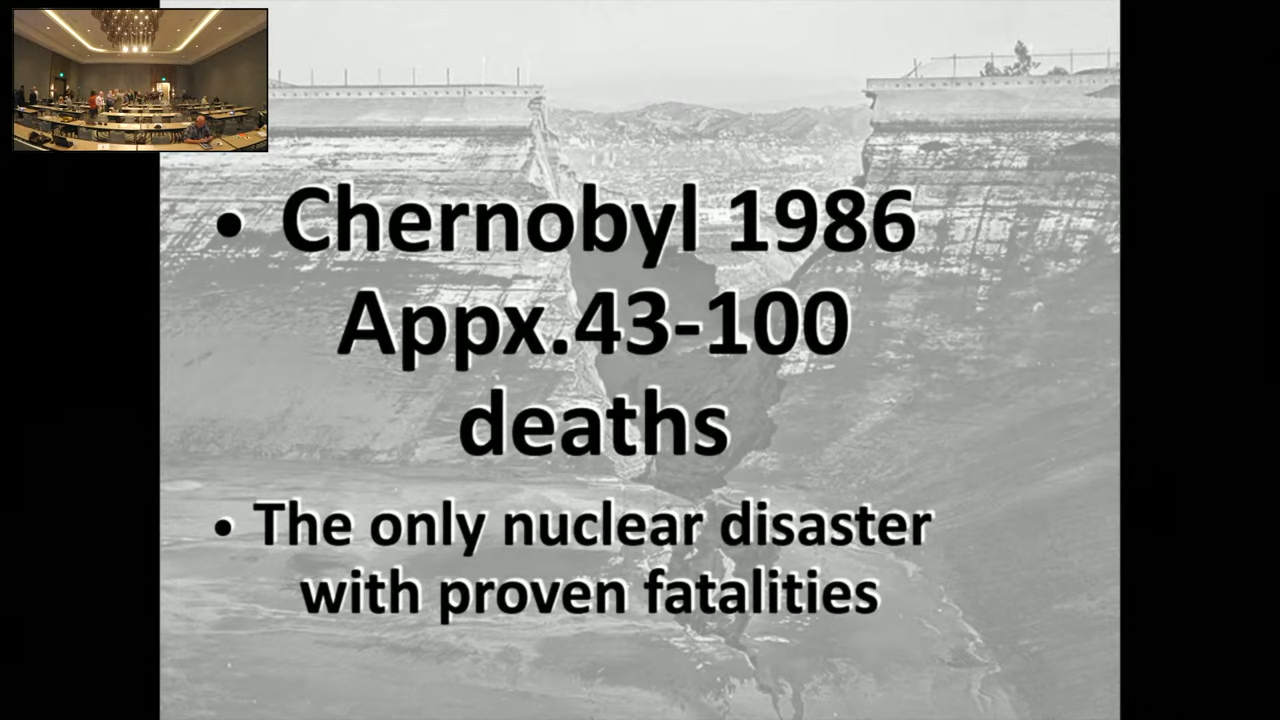 • Chernobyl 1986
Appx.43-100
deaths
• The only nuclear disaster
with proven fatalities